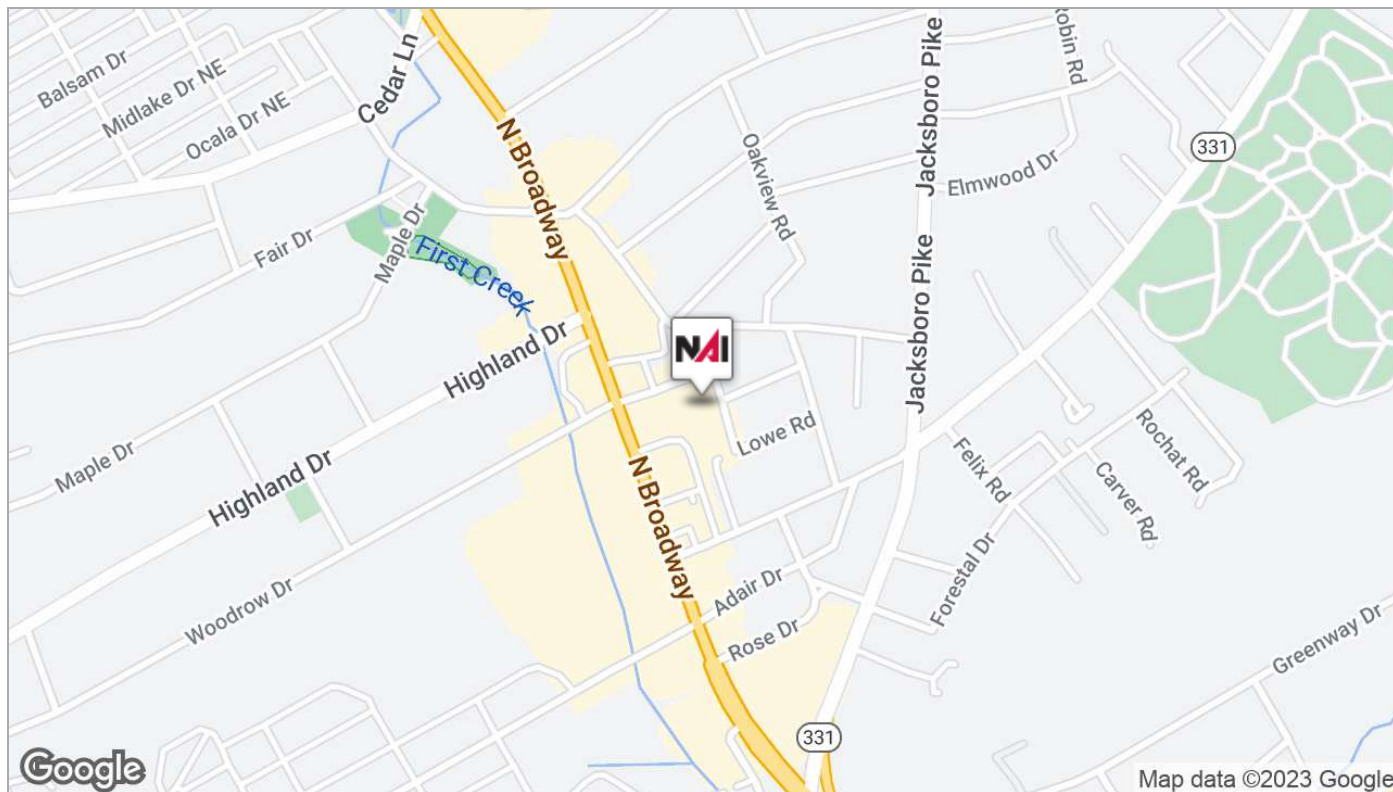 Robin Rd
Balsam Dr
Midlake Dr NE
Ocala Dr NE
Cedar Ln
N Broadway
Oakview Rd
Jacksboro Pike
331
Elmwood Dr
Fair Dr
Maple Dr
First Creek
Jacksboro Pike
Highland Dr
NAI
Lowe Rd
Maple Dr
Highland Dr
N Broadway
Felix Rd
Rochat Rd
Carver Rd
Woodrow Dr
Adair Dr
Rose Dr
Forestal Dr
Greenway Dr
331
Google
Map data ©2023 Google